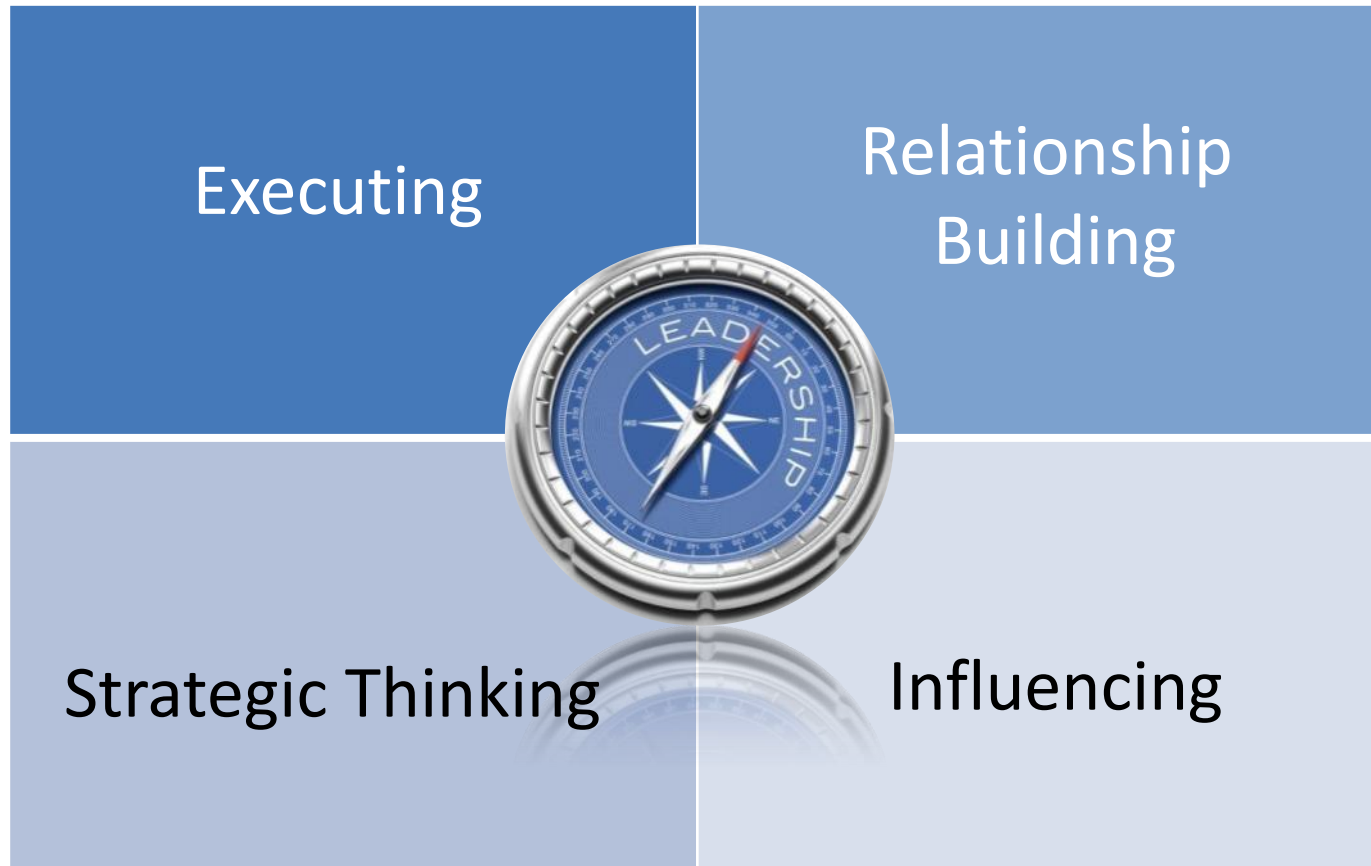 Executing
Relationship
Building
LEADERSHIP
Strategic Thinking
Influencing